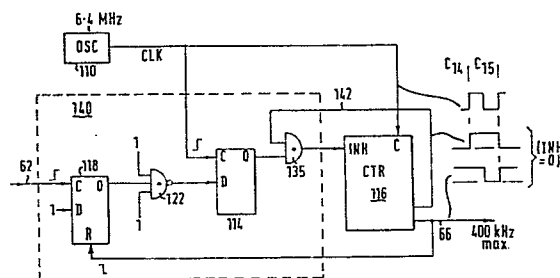 6·4 MHz
OSC
110
CLK
C14 C15
140
142
62
118
C Q
D
R
1
1
1
122
C Q
D
114
135
INH
C
CTR
116
(INH
=0)
66
400 kHz
max.